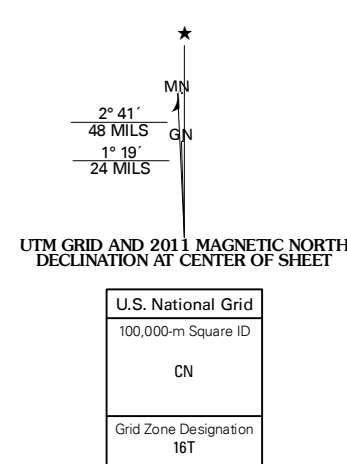 MN
2° 41´
48 MILS
GN
1° 19´
24 MILS
UTM GRID AND 2011 MAGNETIC NORTH
DECLINATION AT CENTER OF SHEET
U.S. National Grid
100,000-m Square ID
CN
Grid Zone Designation
16T